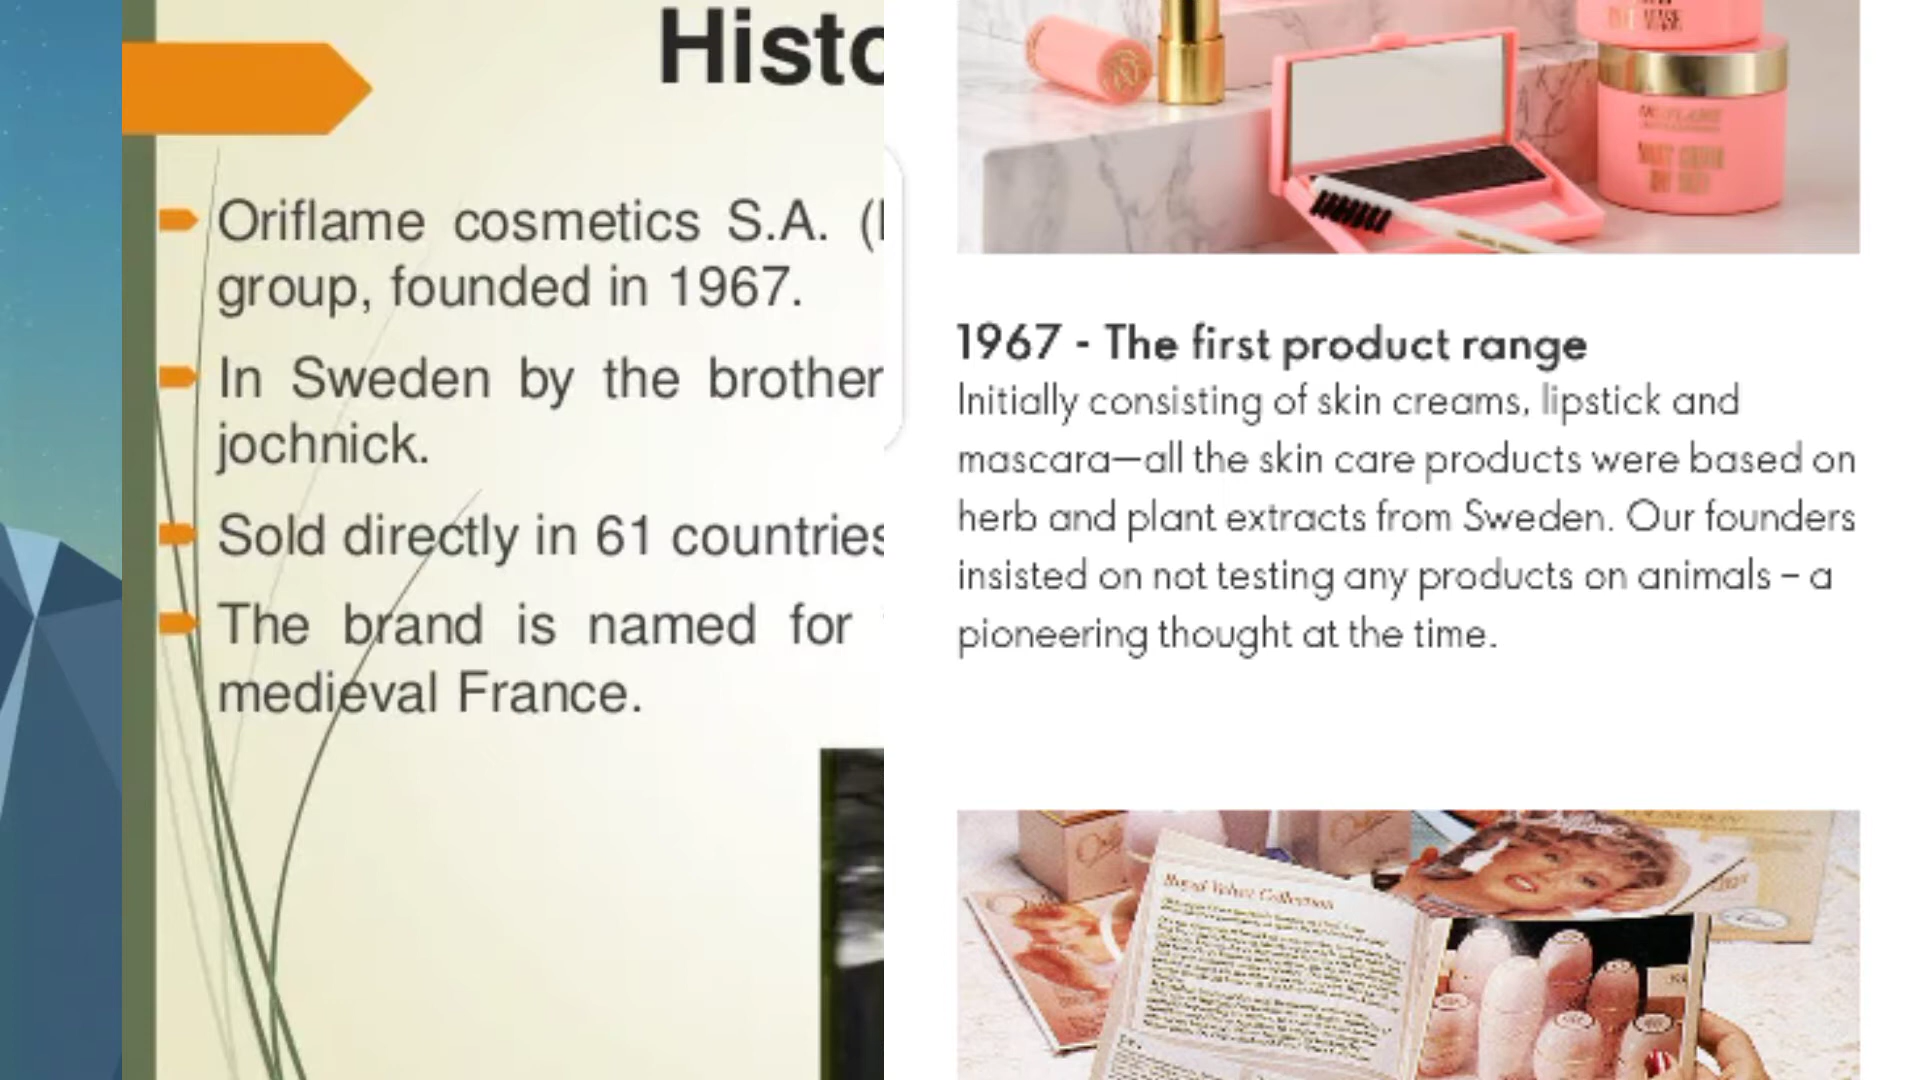 Histo
Oriflame cosmetics S.A. (
group, founded in 1967.
In Sweden by the brother
jochnick.
Sold directly in 61 countries
The brand is named for
medieval France.
1967 - The first product range
Initially consisting of skin creams, lipstick and
mascara—all the skin care products were based on
herb and plant extracts from Sweden. Our founders
insisted on not testing any products on animals – a
pioneering thought at the time.
Royal Velvet Collection